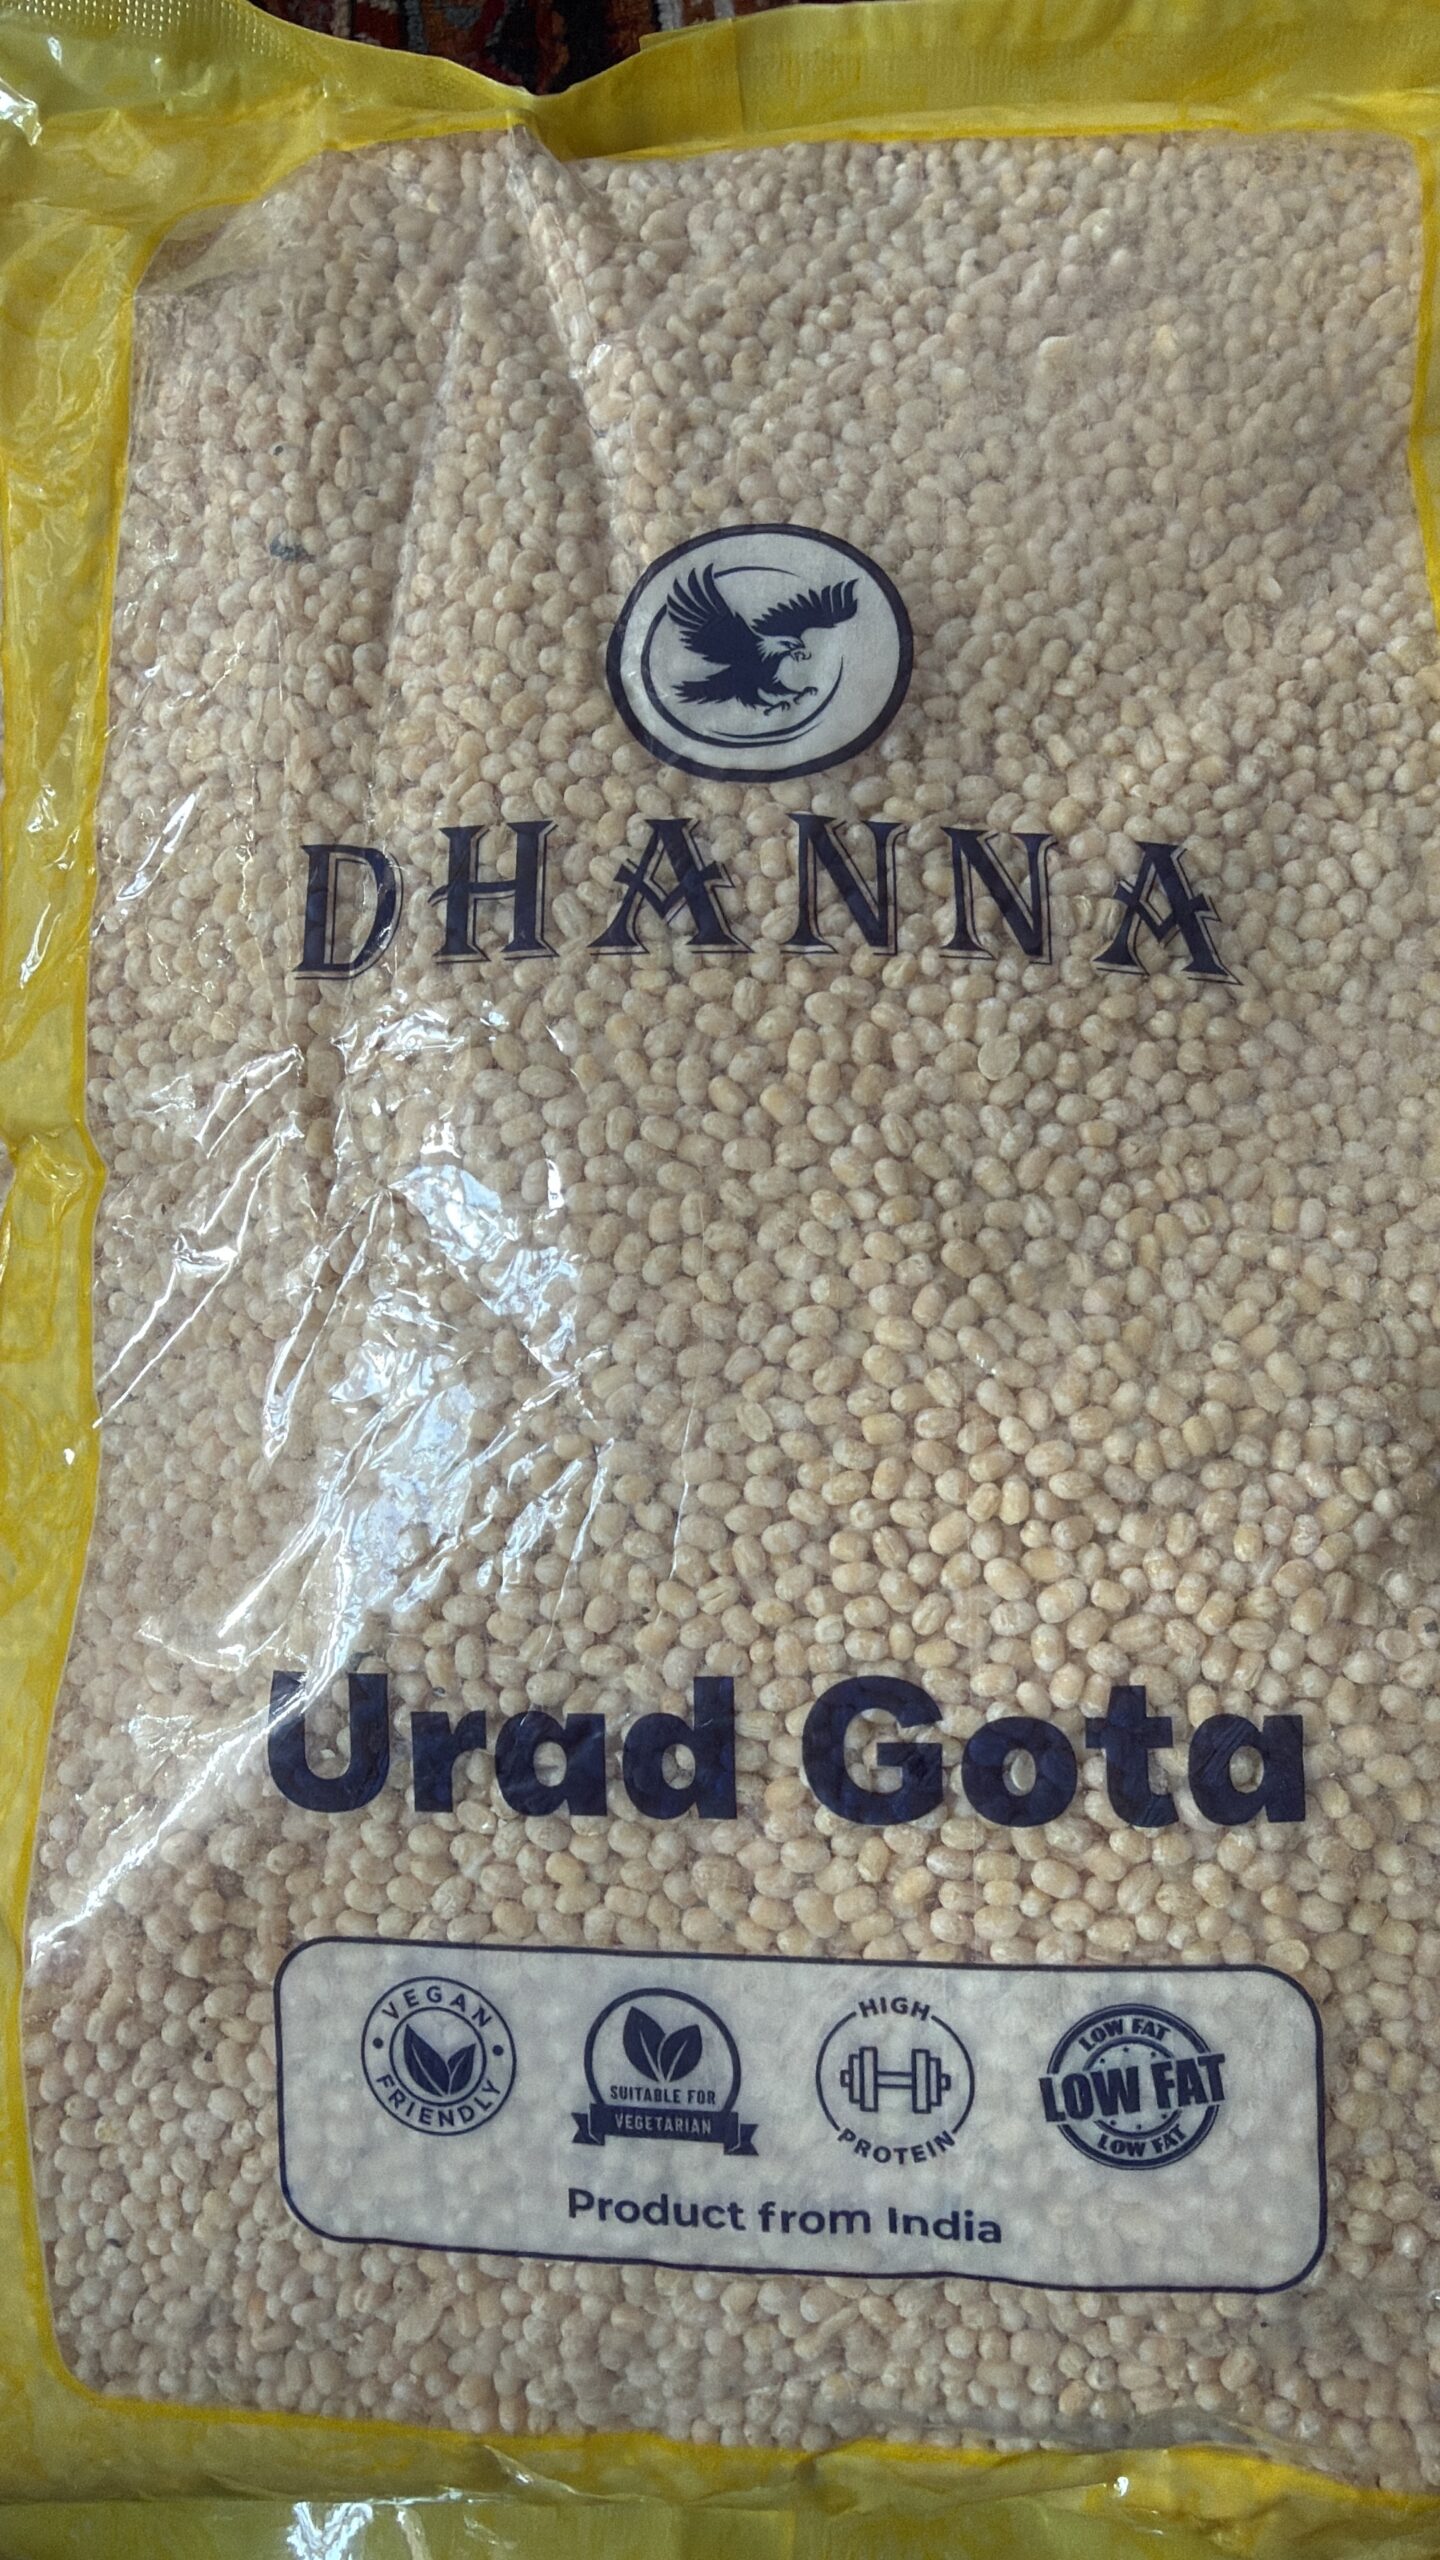 DHANNA
Urad Gota
VEGAN
FRIENDLY
SUITABLE FOR
VEGETARIAN
HIGH
PROTEIN
LOW FAT
LOW FAT
LOW FAT
Product from India